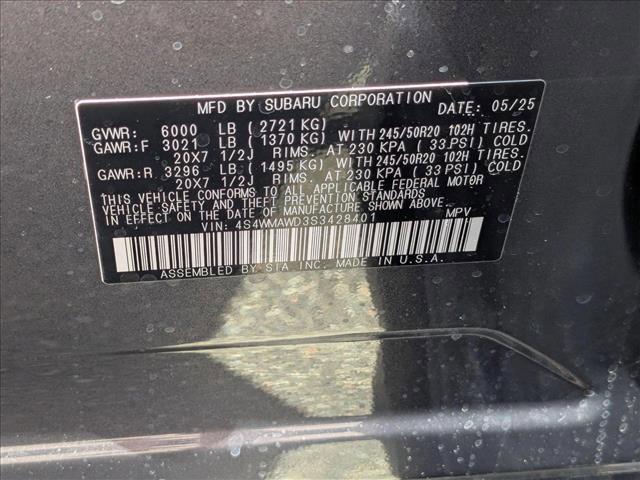 MFD BY SUBARU CORPORATION DATE: 05/25
GVWR: 6000 LB (2721 KG)
GAWR:F 3021 LB (1370 KG) WITH 245/50R20 102H TIRES.
20X7 1/2J RIMS. AT 230 KPA (33 PSI) COLD
GAWR:R 3296 LB (1495 KG) WITH 245/50R20 102H TIRES.
20X7 1/2J RIMS. AT 230 KPA (33 PSI) COLD
THIS VEHICLE CONFORMS TO ALL APPLICABLE FEDERAL MOTOR
VEHICLE SAFETY AND THEFT PREVENTION STANDARDS
IN EFFECT ON THE DATE OF MANUFACTURE SHOWN ABOVE.
VIN: 4S4WMAWD3S3428401 MPV
ASSEMBLED BY SIA INC. MADE IN U.S.A.